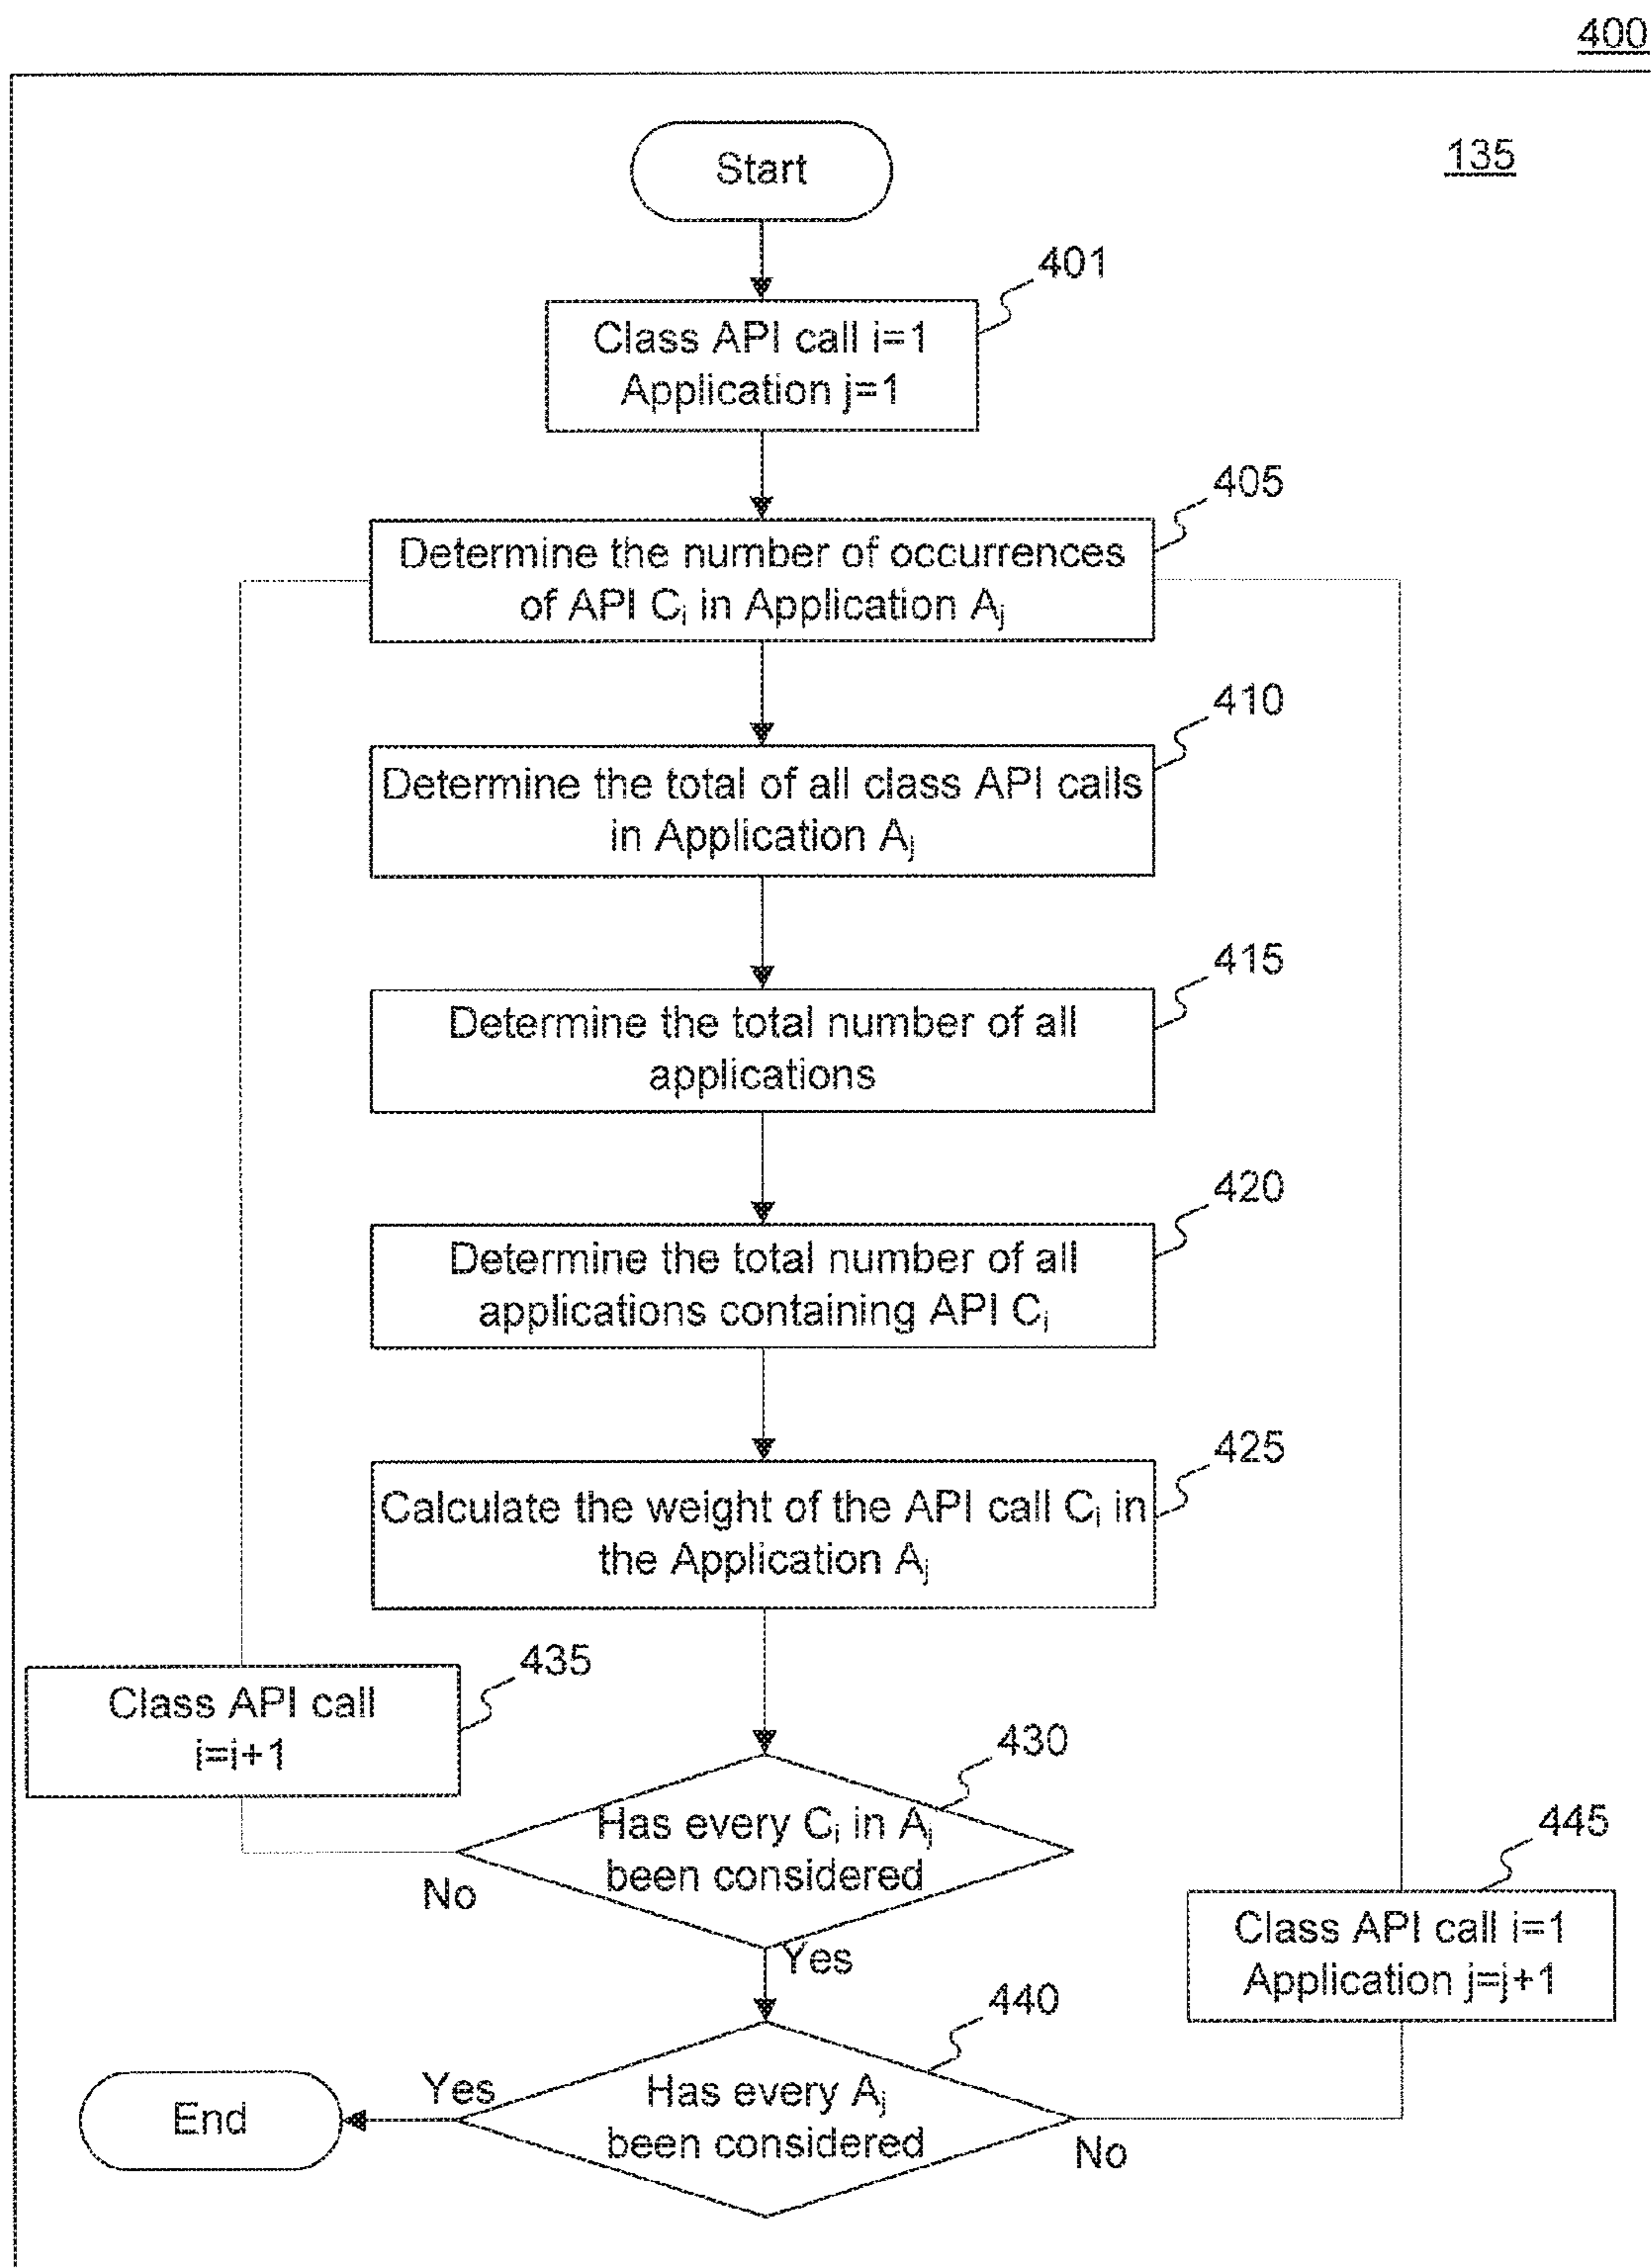 400
135
Start
401
Class API call i=1
Application j=1
405
Determine the number of occurrences
of API Ci in Application Aj
410
Determine the total of all class API calls
in Application Aj
415
Determine the total number of all
applications
420
Determine the total number of all
applications containing API Ci
425
Calculate the weight of the API call Ci in
the Application Aj
435
Class API call
i=i+1
430
Has every Ci in Aj
been considered
No
Yes
445
Class API call i=1
Application j=j+1
440
Has every Aj
been considered
Yes
No
End